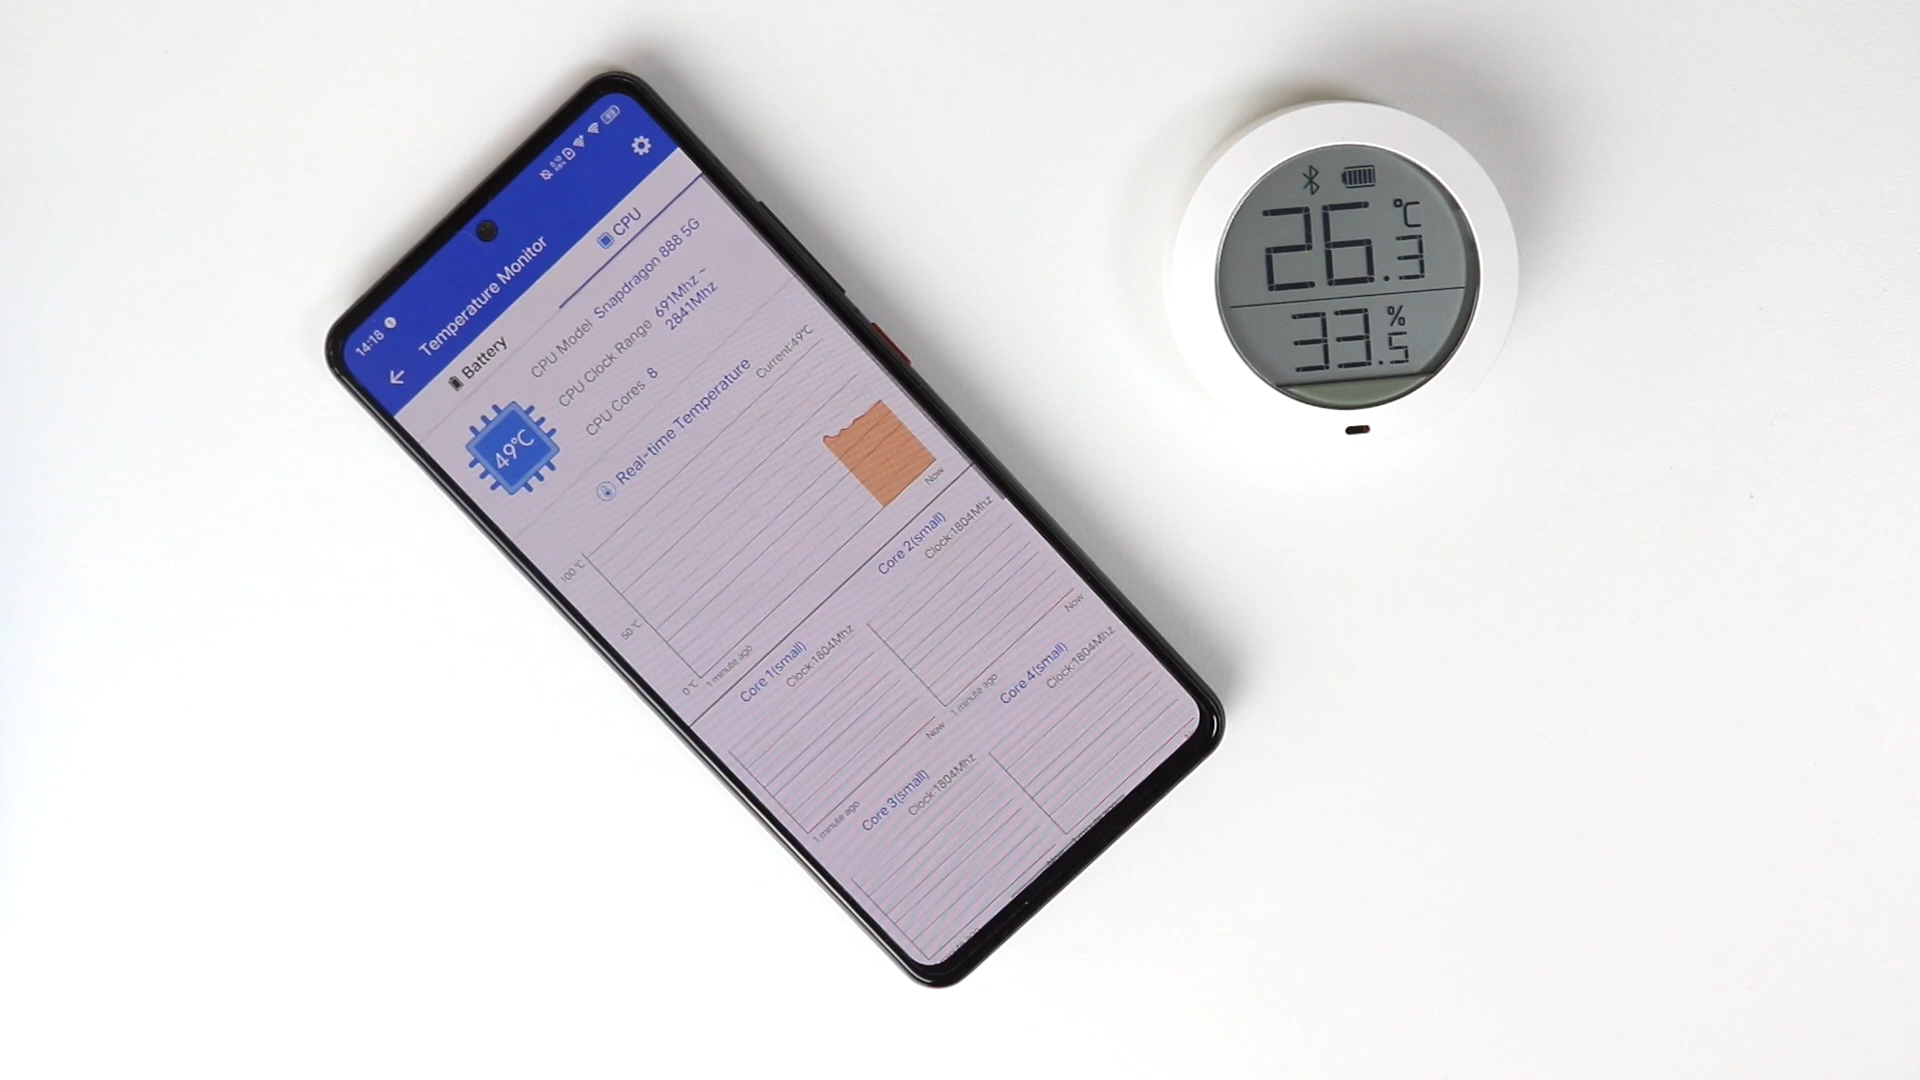 14:18
Temperature Monitor
Battery
CPU
49°C
CPU Model Snapdragon 888 5G
CPU Clock Range 691Mhz ~
2841Mhz
CPU Cores 8
Real-time Temperature
Current:49°C
100 °C
50 °C
0 °C
1 minute ago
Now
Core 1(small)
Clock:1804Mhz
1 minute ago
Now
Core 2(small)
Clock:1804Mhz
1 minute ago
Now
Core 3(small)
Clock:1804Mhz
Core 4(small)
Clock:1804Mhz
26.3 °C
33.5 %